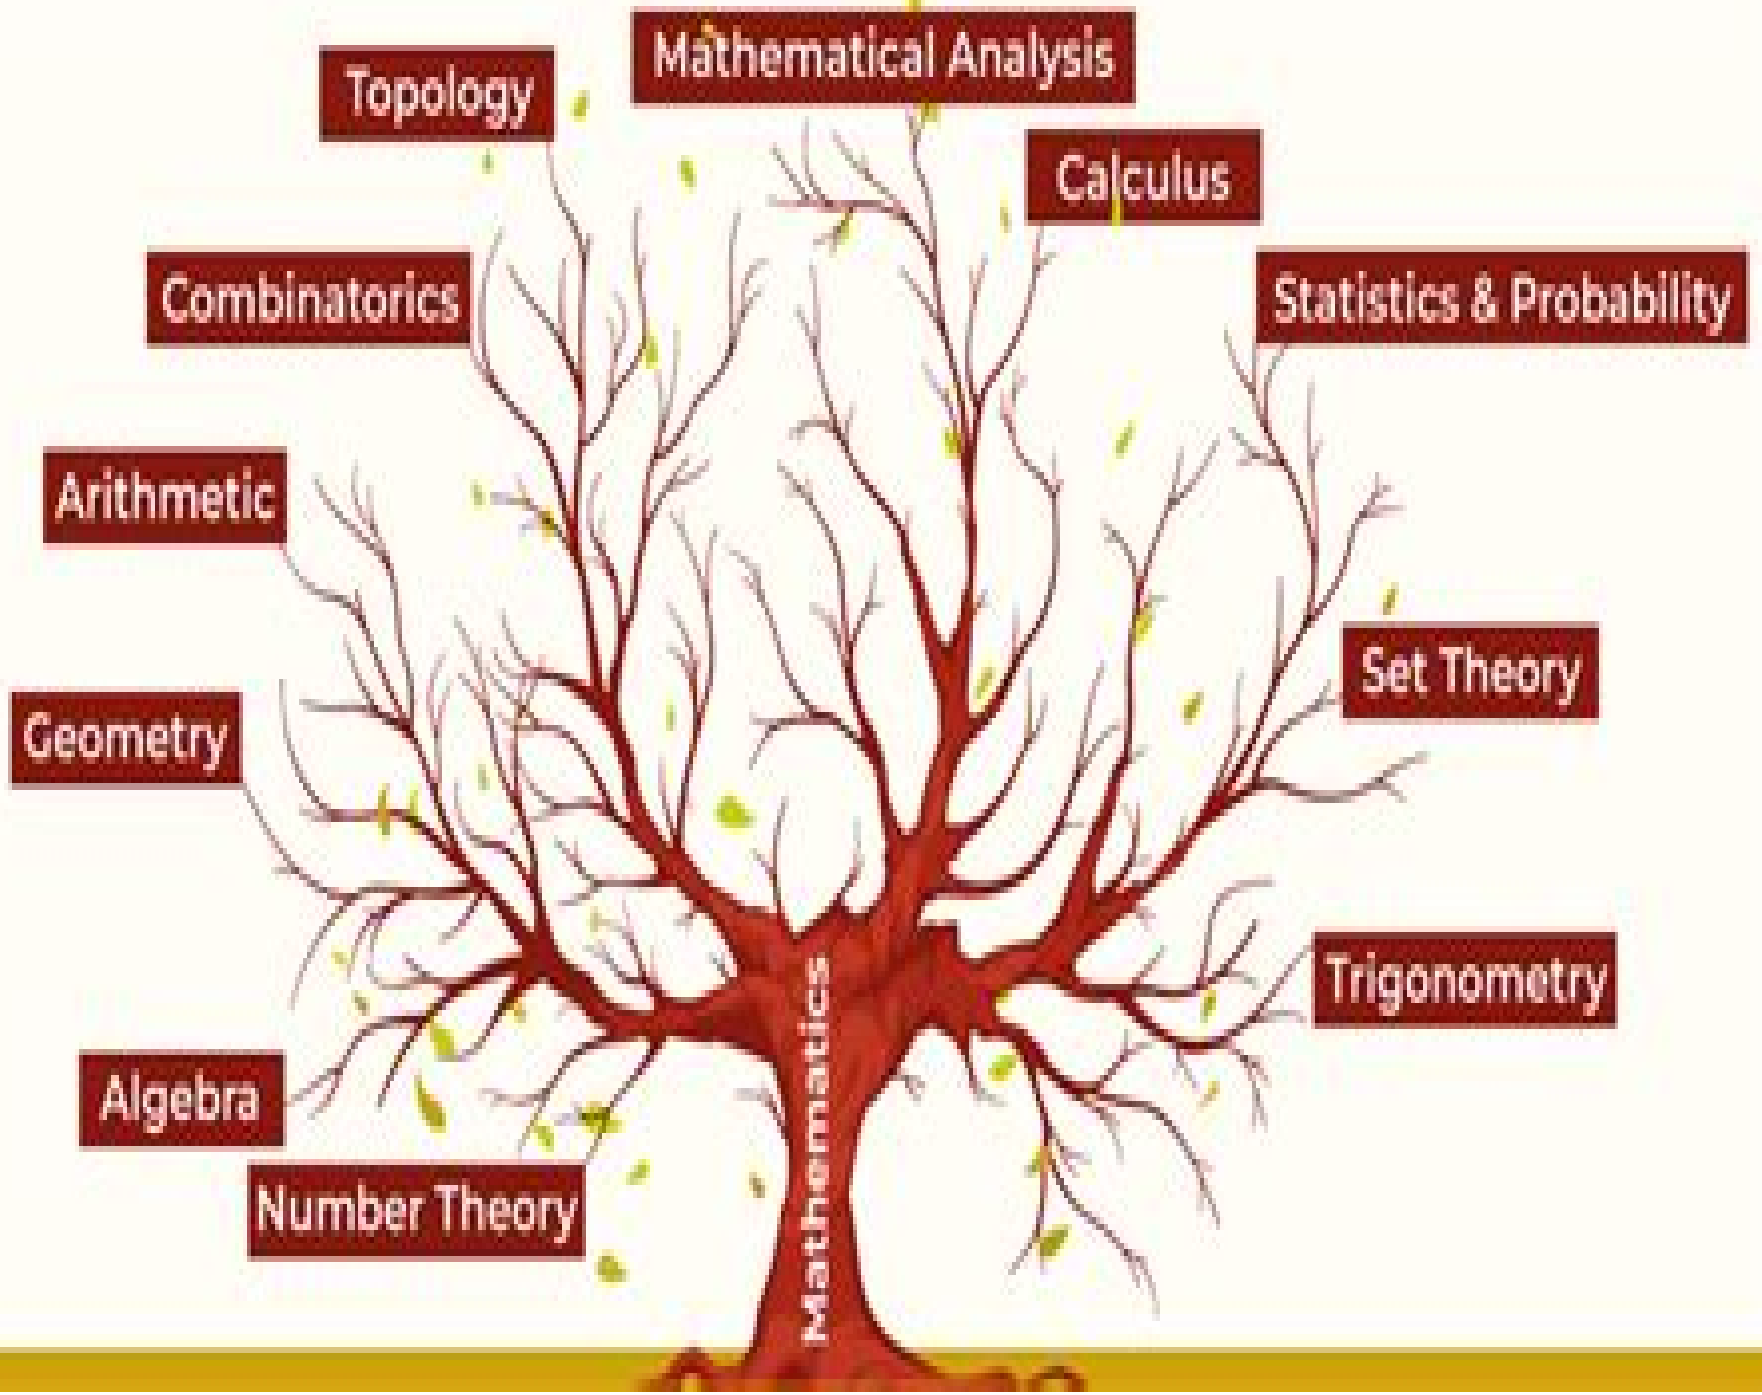 Mathematical Analysis
Topology
Calculus
Combinatorics
Statistics & Probability
Arithmetic
Set Theory
Geometry
Trigonometry
Algebra
Number Theory
Mathematics